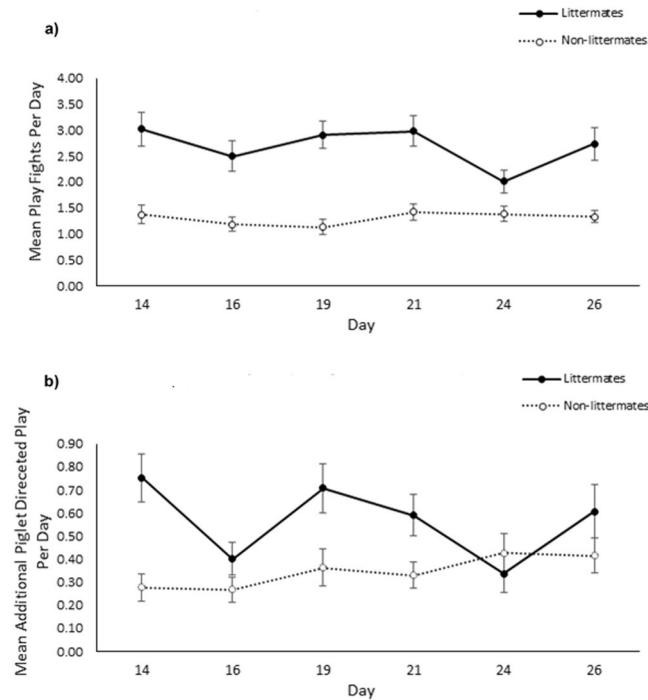 a)
Littermates
Non-littermates
Mean Play Fights Per Day
4.00
3.50
3.00
2.50
2.00
1.50
1.00
0.50
0.00
14 16 19 21 24 26
Day
b)
Littermates
Non-littermates
Mean Additional Piglet Direceted Play
Per Day
0.90
0.80
0.70
0.60
0.50
0.40
0.30
0.20
0.10
0.00
14 16 19 21 24 26
Day